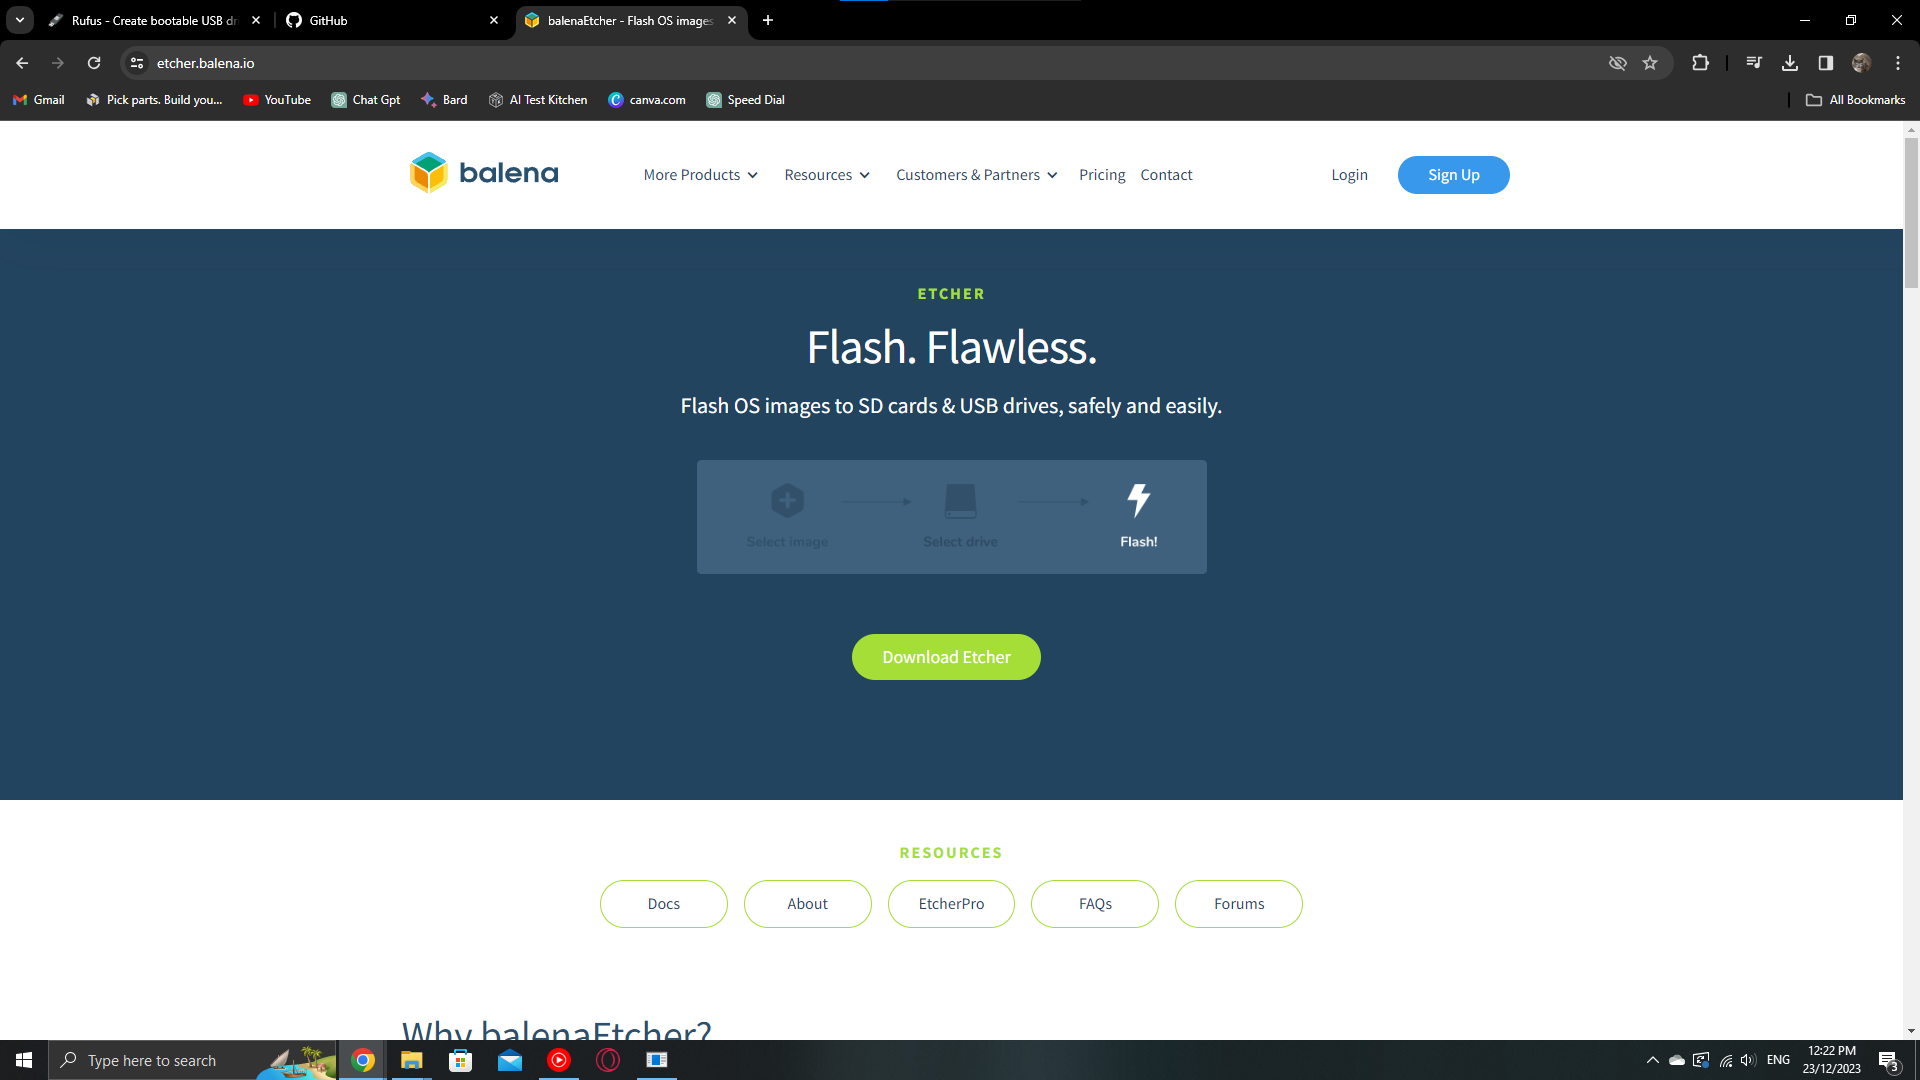 Rufus - Create bootable USB dr
GitHub
balenaEtcher - Flash OS images
etcher.balena.io
Gmail
Pick parts. Build you...
YouTube
Chat Gpt
Bard
AI Test Kitchen
canva.com
Speed Dial
All Bookmarks
balena
More Products
Resources
Customers & Partners
Pricing
Contact
Login
Sign Up
ETCHER
Flash. Flawless.
Flash OS images to SD cards & USB drives, safely and easily.
Select image
Select drive
Flash!
Download Etcher
RESOURCES
Docs
About
EtcherPro
FAQs
Forums
Why balenaEtcher?
Type here to search
ENG
12:22 PM
23/12/2023
3